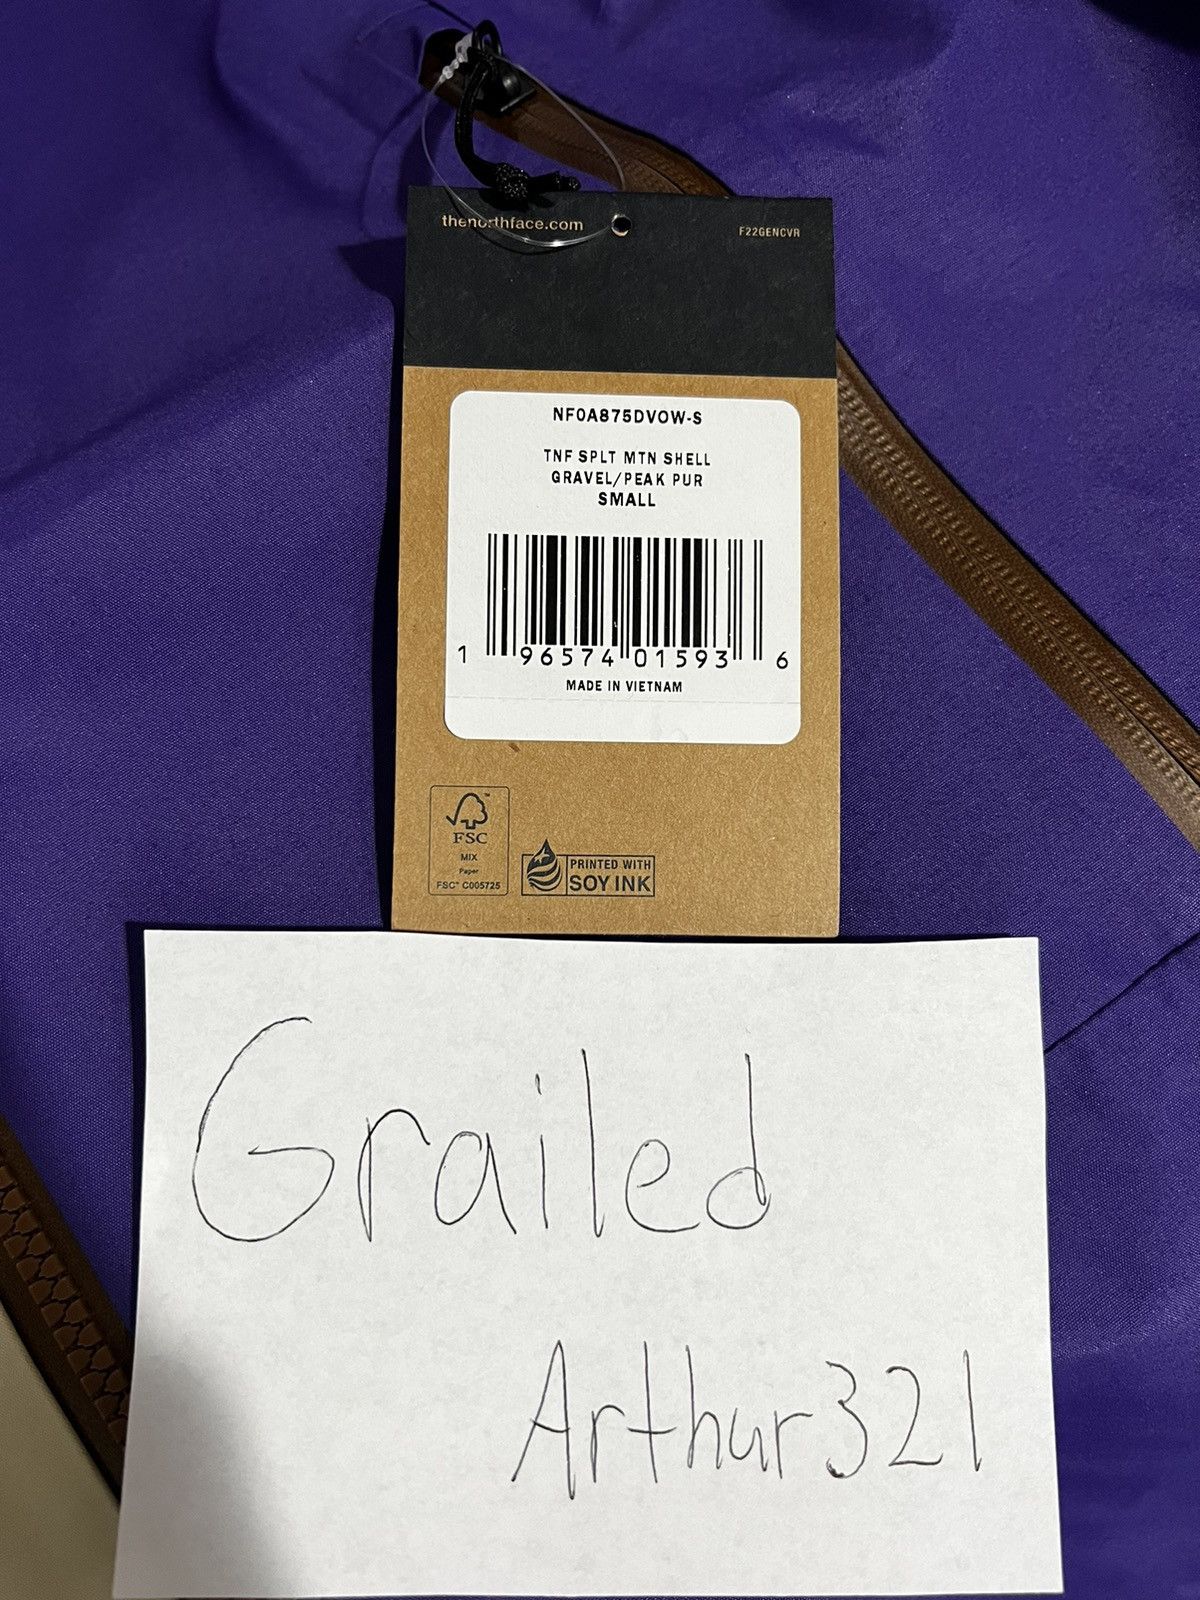 thenorthface.com
F22GENCVR
NF0A875DVOW-S
TNF SPLT MTN SHELL
GRAVEL/PEAK PUR
SMALL
1 96574 01593 6
MADE IN VIETNAM
FSC
MIX
Paper
FSC® C005725
PRINTED WITH
SOY INK
Grailed
Arthur321